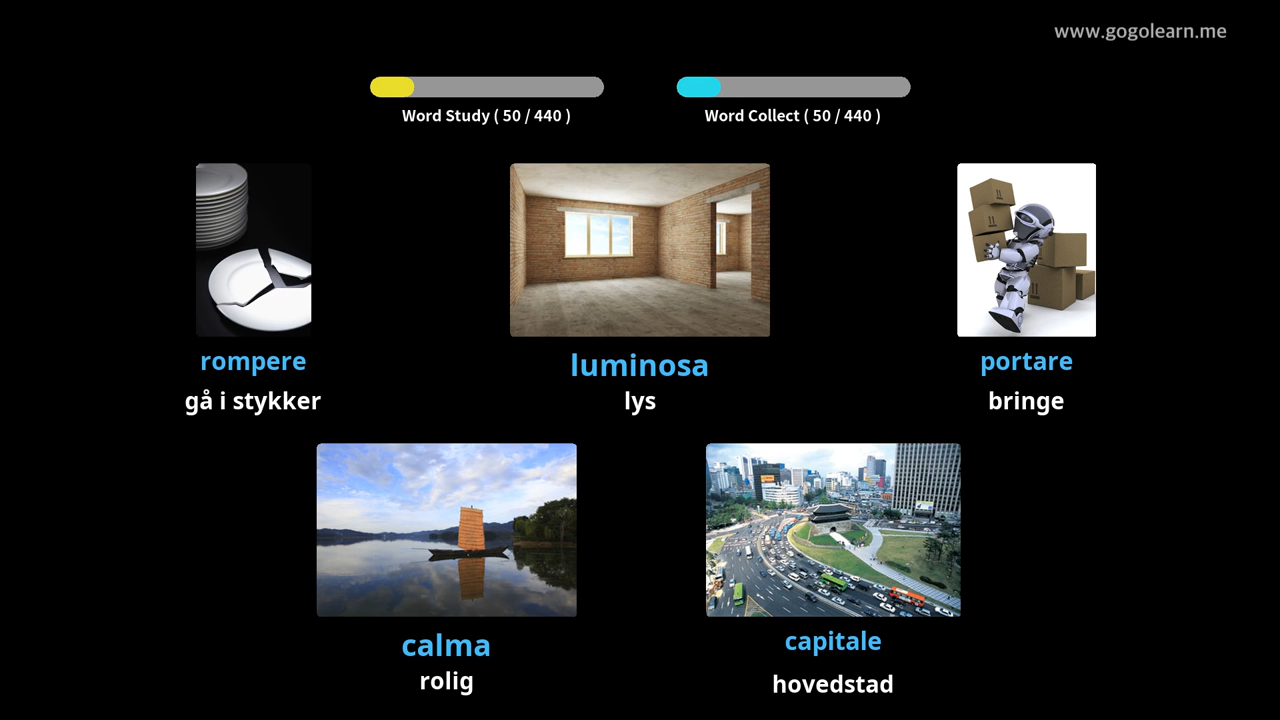 www.gogolearn.me
Word Study ( 50 / 440 )
Word Collect ( 50 / 440 )
rompere
gå i stykker
luminosa
lys
portare
bringe
calma
rolig
capitale
hovedstad